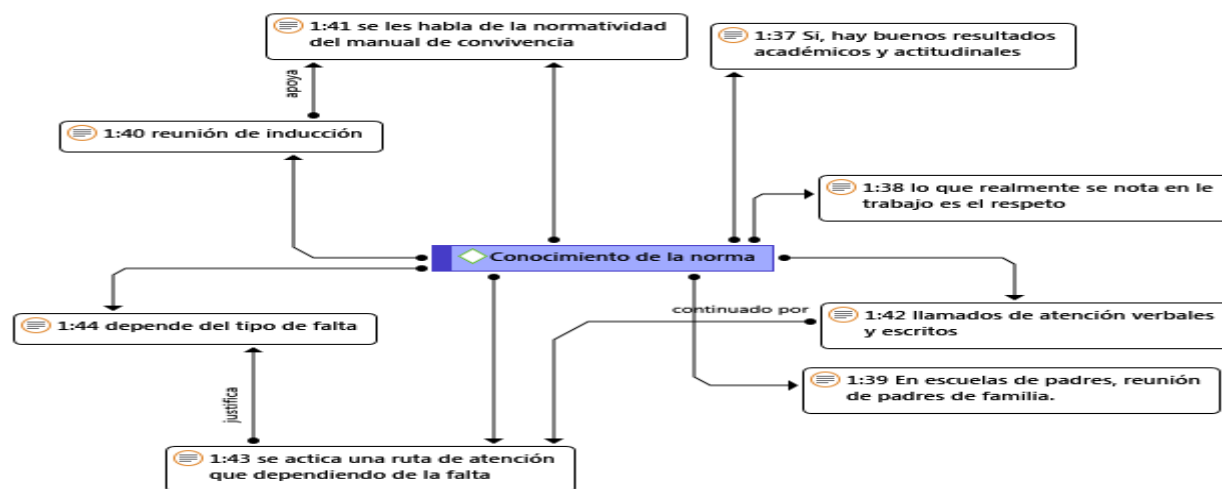 1:41 se les habla de la normatividad
del manual de convivencia
1:37 Si, hay buenos resultados
académicos y actitudinales
apoya
1:40 reunión de inducción
1:38 lo que realmente se nota en le
trabajo es el respeto
Conocimiento de la norma
continuado por
1:42 llamados de atención verbales
y escritos
1:44 depende del tipo de falta
1:39 En escuelas de padres, reunión
de padres de familia.
justifica
1:43 se actica una ruta de atención
que dependiendo de la falta